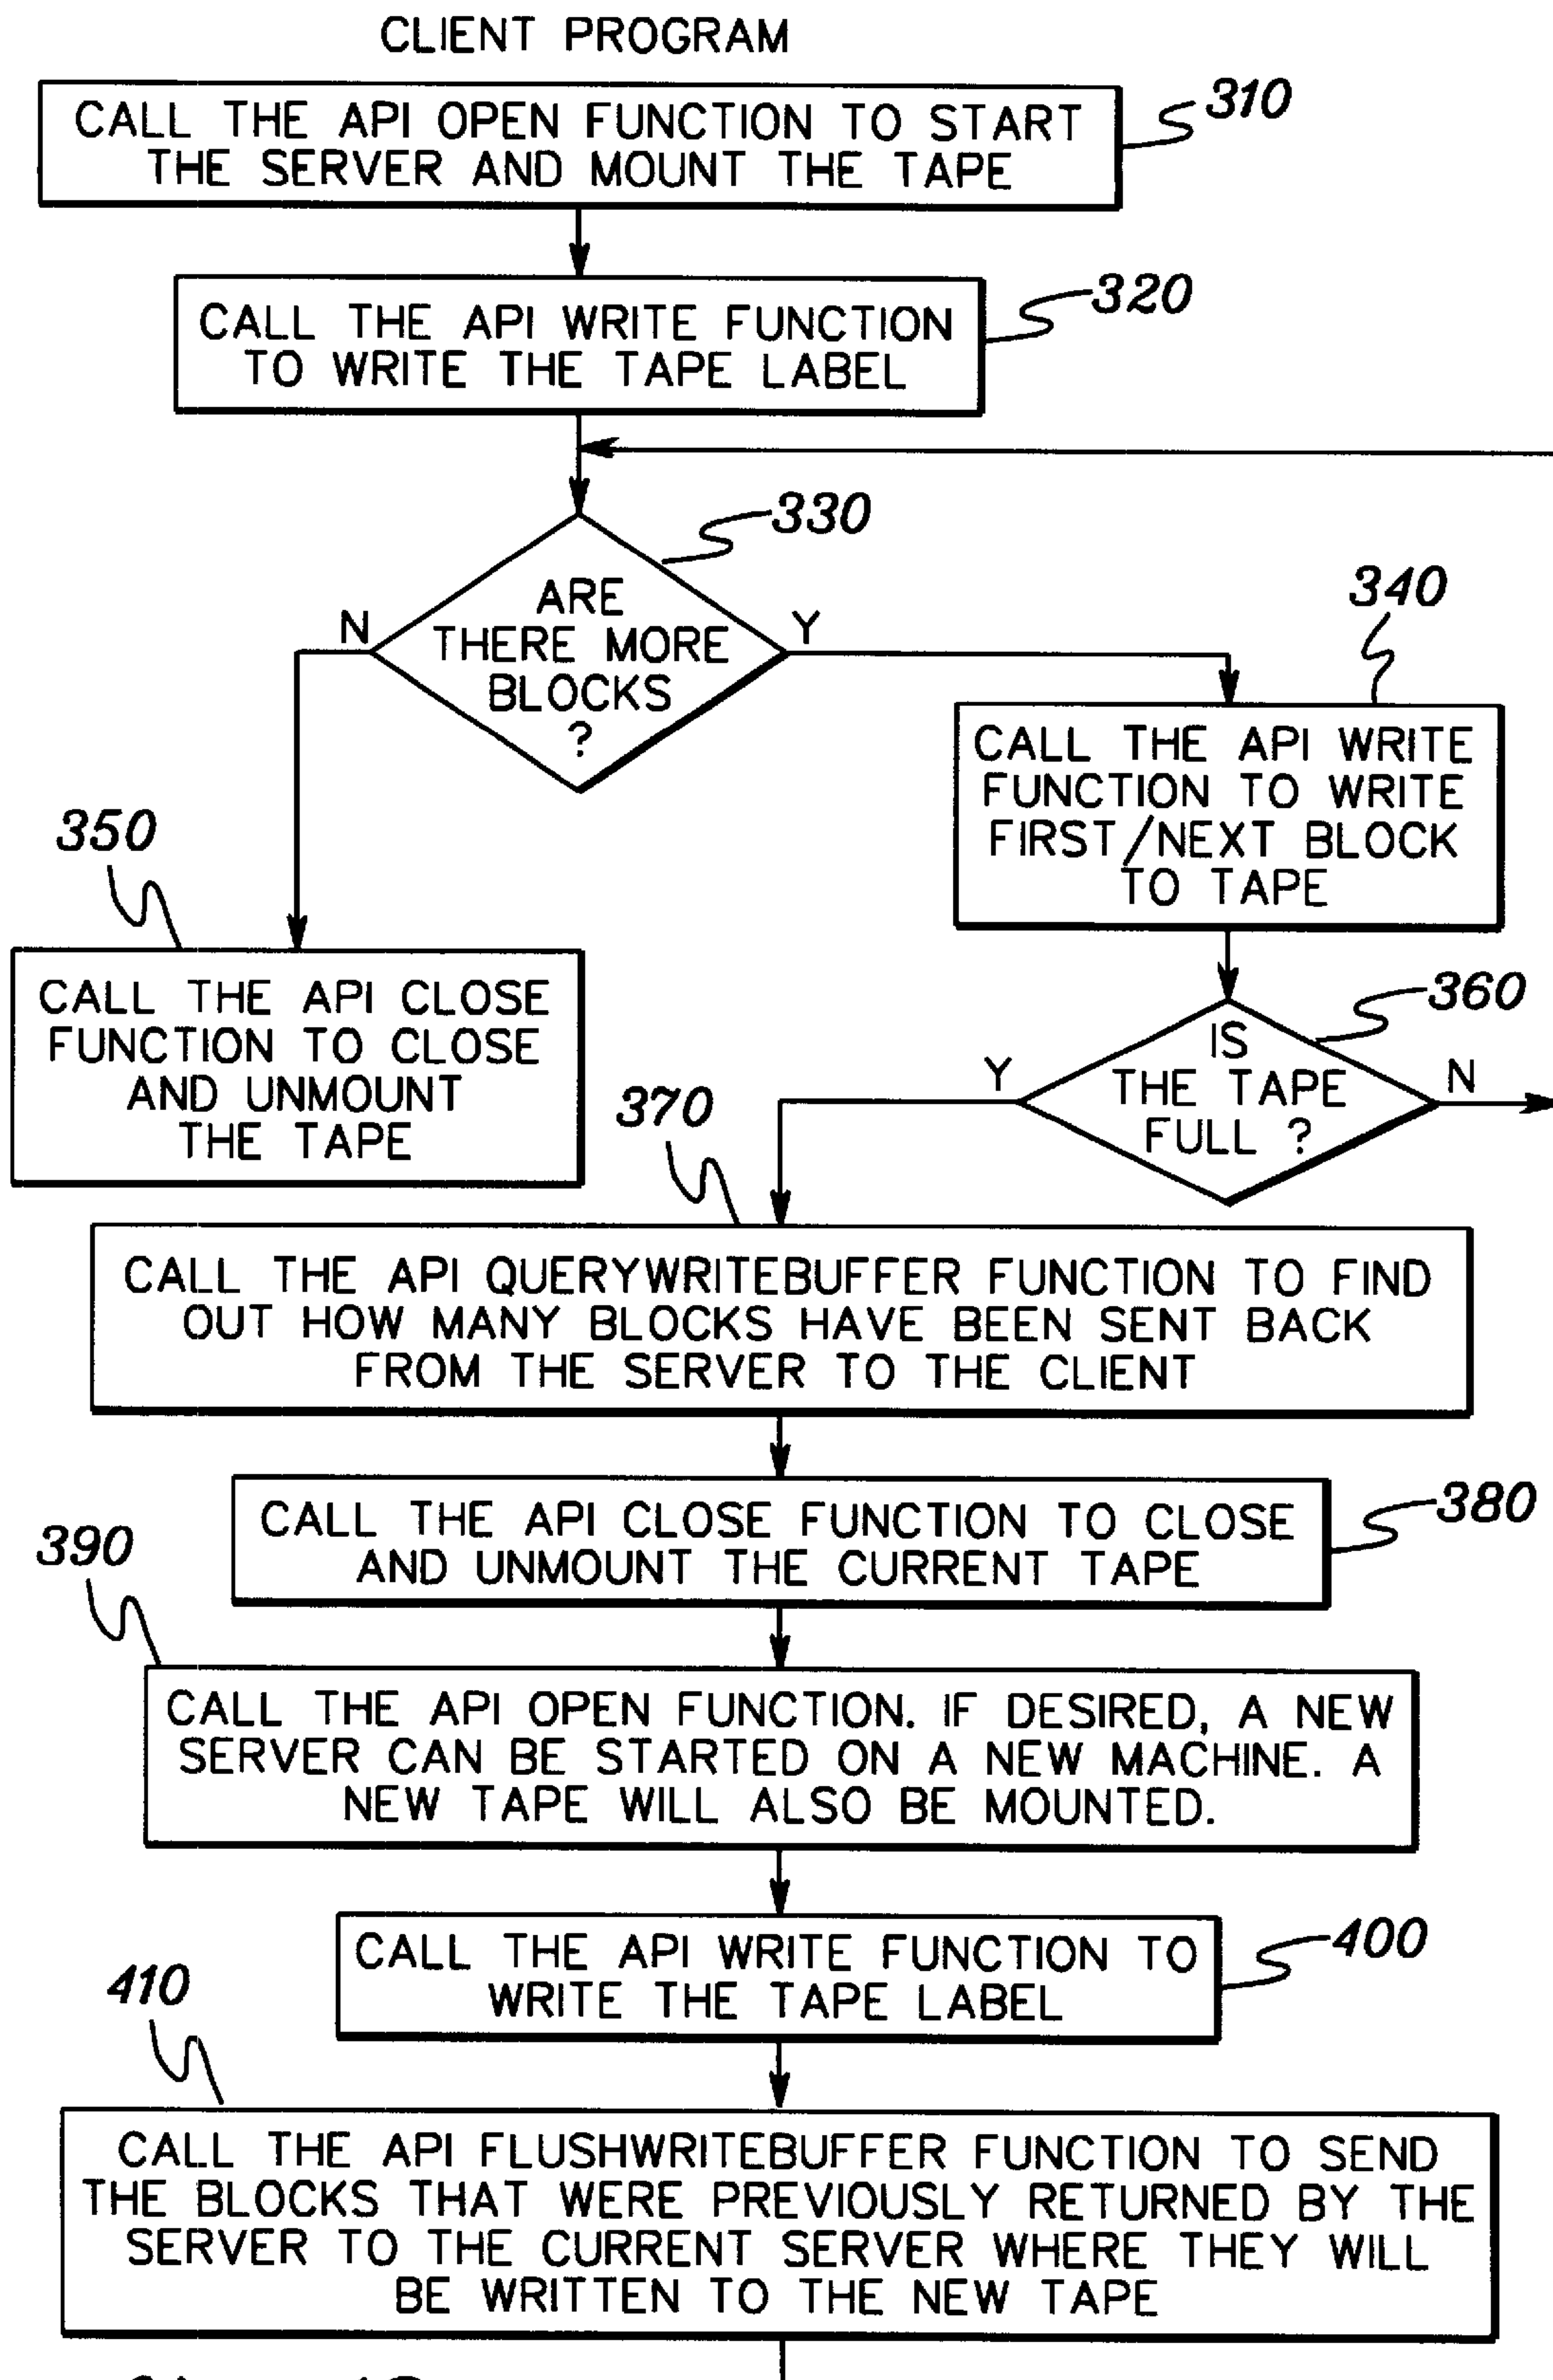 CLIENT PROGRAM
CALL THE API OPEN FUNCTION TO START
THE SERVER AND MOUNT THE TAPE
310
CALL THE API WRITE FUNCTION
TO WRITE THE TAPE LABEL
320
330
ARE
THERE MORE
BLOCKS
?
N
Y
340
CALL THE API WRITE
FUNCTION TO WRITE
FIRST/NEXT BLOCK
TO TAPE
350
CALL THE API CLOSE
FUNCTION TO CLOSE
AND UNMOUNT
THE TAPE
360
IS
THE TAPE
FULL ?
Y
N
370
CALL THE API QUERYWRITEBUFFER FUNCTION TO FIND
OUT HOW MANY BLOCKS HAVE BEEN SENT BACK
FROM THE SERVER TO THE CLIENT
380
CALL THE API CLOSE FUNCTION TO CLOSE
AND UNMOUNT THE CURRENT TAPE
390
CALL THE API OPEN FUNCTION. IF DESIRED, A NEW
SERVER CAN BE STARTED ON A NEW MACHINE. A
NEW TAPE WILL ALSO BE MOUNTED.
400
CALL THE API WRITE FUNCTION TO
WRITE THE TAPE LABEL
410
CALL THE API FLUSHWRITEBUFFER FUNCTION TO SEND
THE BLOCKS THAT WERE PREVIOUSLY RETURNED BY THE
SERVER TO THE CURRENT SERVER WHERE THEY WILL
BE WRITTEN TO THE NEW TAPE